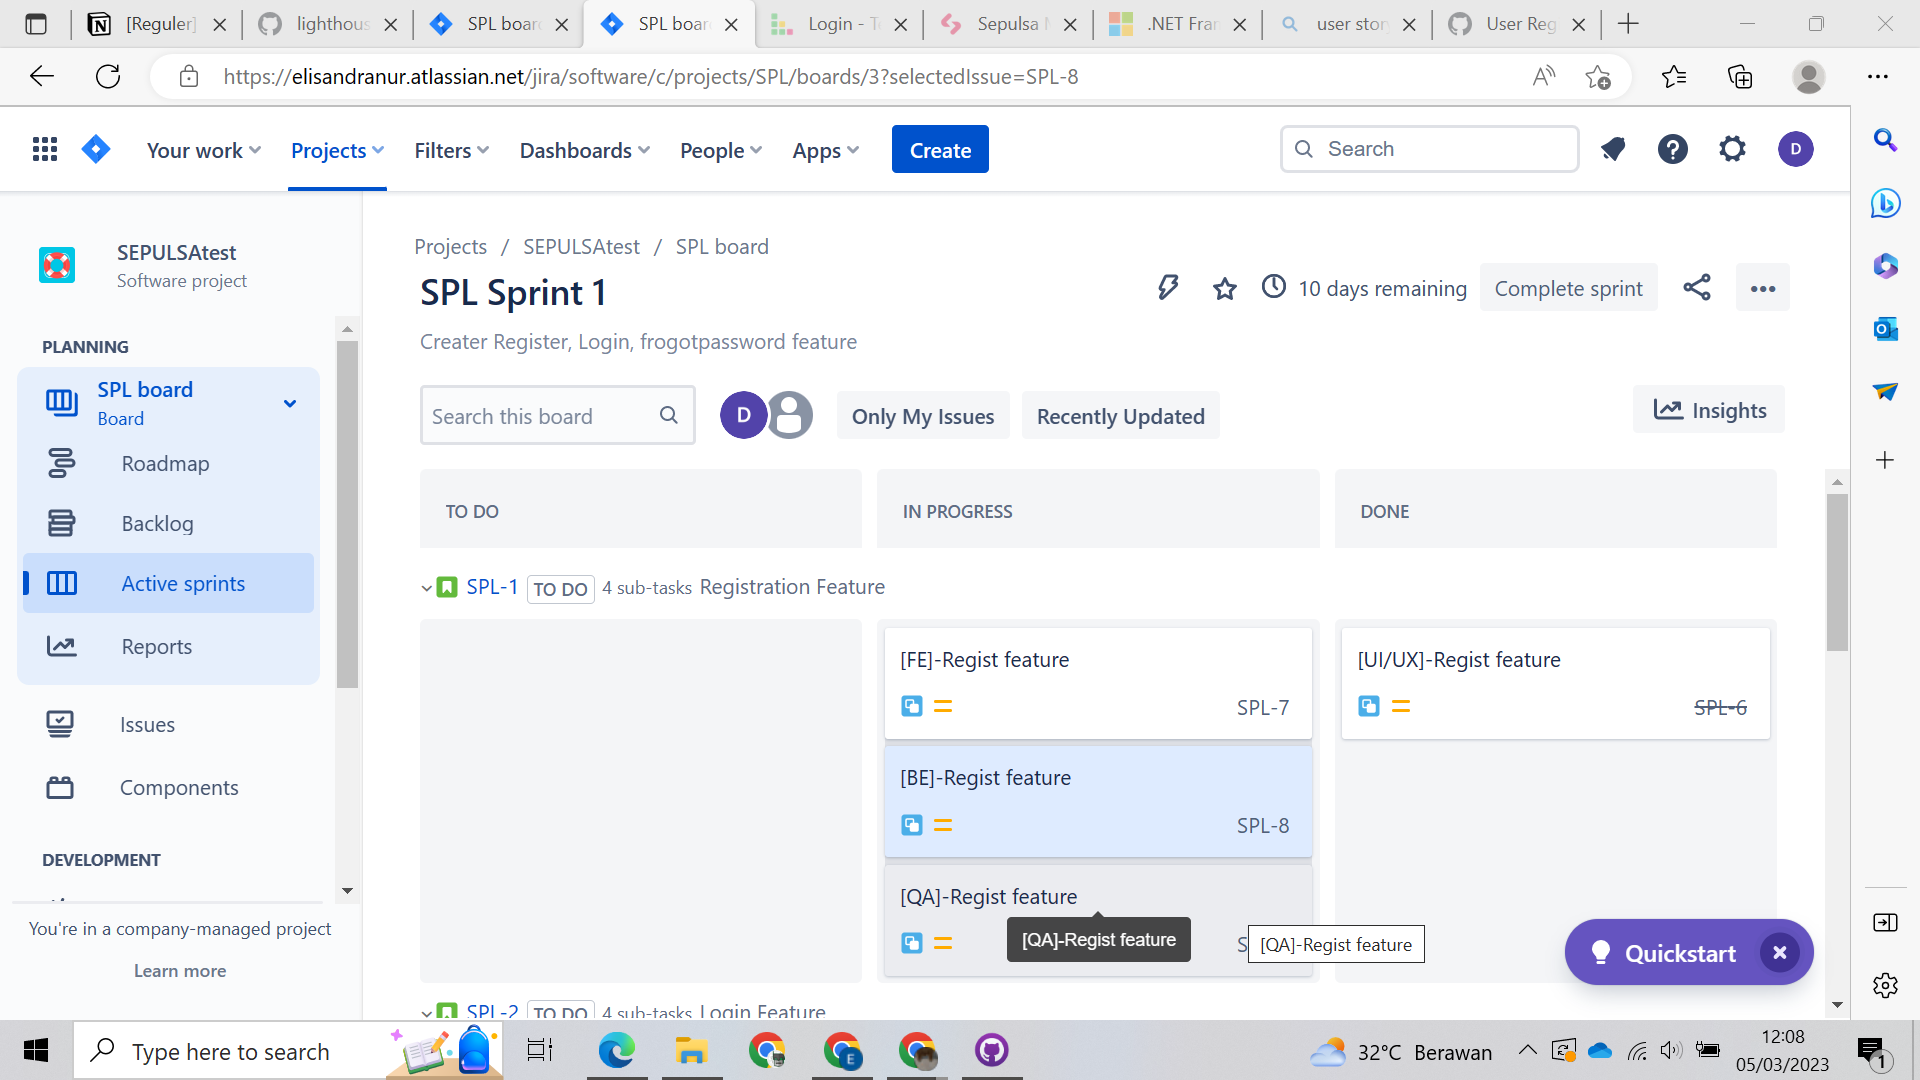 [Reguler]
lighthous
SPL boar
SPL boar
Login - T
Sepulsa
.NET Fran
user stor
User Reg
https://elisandranur.atlassian.net/jira/software/c/projects/SPL/boards/3?selectedIssue=SPL-8
Your work
Projects
Filters
Dashboards
People
Apps
Create
Search
D
SEPULSAtest
Software project
PLANNING
SPL board
Board
Roadmap
Backlog
Active sprints
Reports
Issues
Components
DEVELOPMENT
You're in a company-managed project
Learn more
Projects / SEPULSAtest / SPL board
SPL Sprint 1
10 days remaining
Complete sprint
Creater Register, Login, frogotpassword feature
Search this board
D
Only My Issues
Recently Updated
Insights
TO DO
IN PROGRESS
DONE
SPL-1 TO DO 4 sub-tasks Registration Feature
[FE]-Regist feature
SPL-7
[UI/UX]-Regist feature
SPL-6
[BE]-Regist feature
SPL-8
[QA]-Regist feature
[QA]-Regist feature
S
[QA]-Regist feature
Quickstart
SPL-2 TO DO 4 sub-tasks Login Feature
Type here to search
E
32°C Berawan
12:08
05/03/2023
1